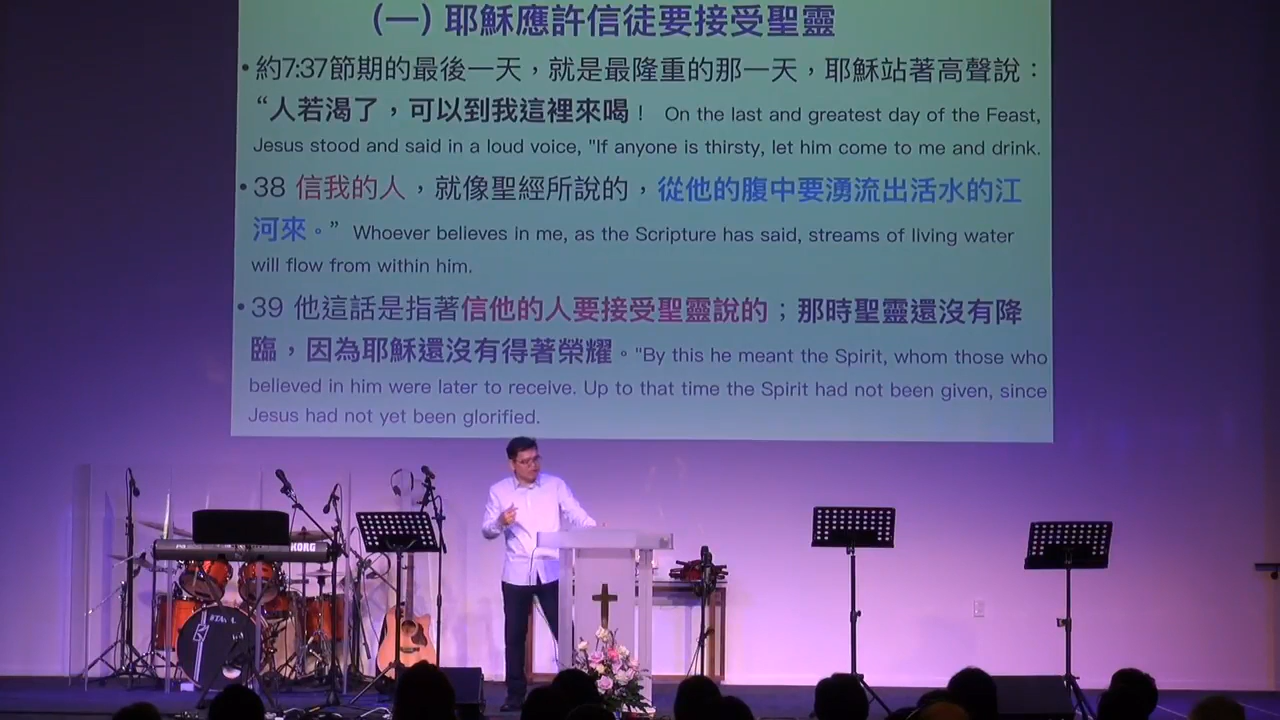 (一) 耶穌應許信徒要接受聖靈
• 約7:37節期的最後一天，就是最隆重的那一天，耶穌站著高聲說：
“人若渴了，可以到我這裡來喝！ On the last and greatest day of the Feast,
Jesus stood and said in a loud voice, "If anyone is thirsty, let him come to me and drink.
• 38 信我的人，就像聖經所說的，從他的腹中要湧流出活水的江
河來。” Whoever believes in me, as the Scripture has said, streams of living water
will flow from within him.
• 39 他這話是指著信他的人要接受聖靈說的；那時聖靈還沒有降
臨，因為耶穌還沒有得著榮耀。"By this he meant the Spirit, whom those who
believed in him were later to receive. Up to that time the Spirit had not been given, since
Jesus had not yet been glorified.
KORG
TAMA